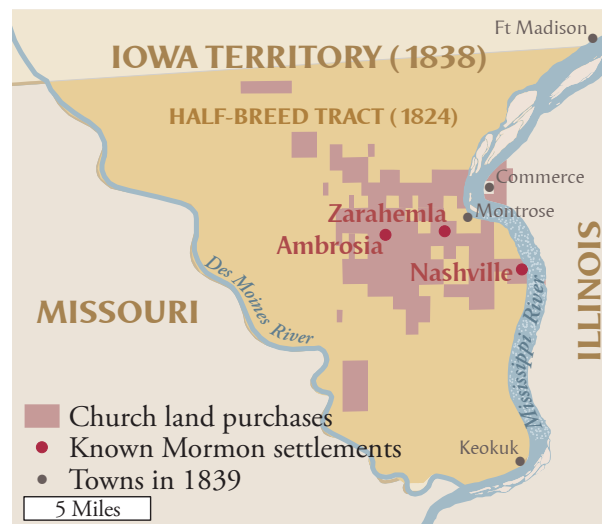 Ft Madison
IOWA TERRITORY (1838)
HALF-BREED TRACT (1824)
Commerce
Zarahemla
Montrose
Ambrosia
Nashville
ILLINOIS
Des Moines River
MISSOURI
Mississippi River
Church land purchases
Known Mormon settlements
Keokuk
Towns in 1839
5 Miles